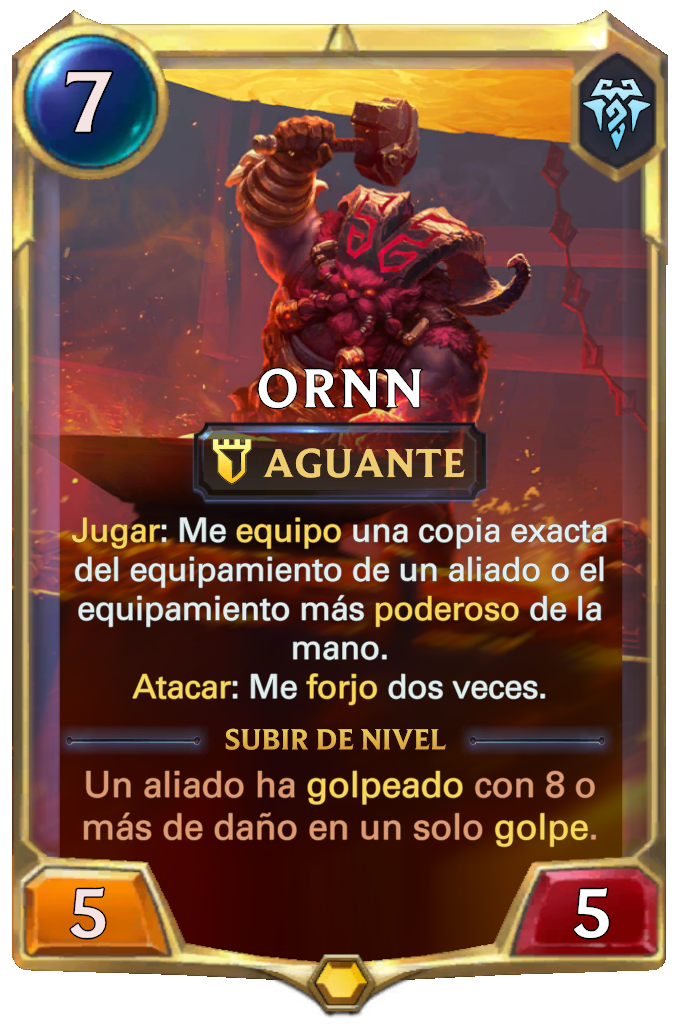 7
ORNN
AGUANTE
Jugar: Me equipo una copia exacta
del equipamiento de un aliado o el
equipamiento más poderoso de la
mano.
Atacar: Me forjo dos veces.
SUBIR DE NIVEL
Un aliado ha golpeado con 8 o
más de daño en un solo golpe.
5
5